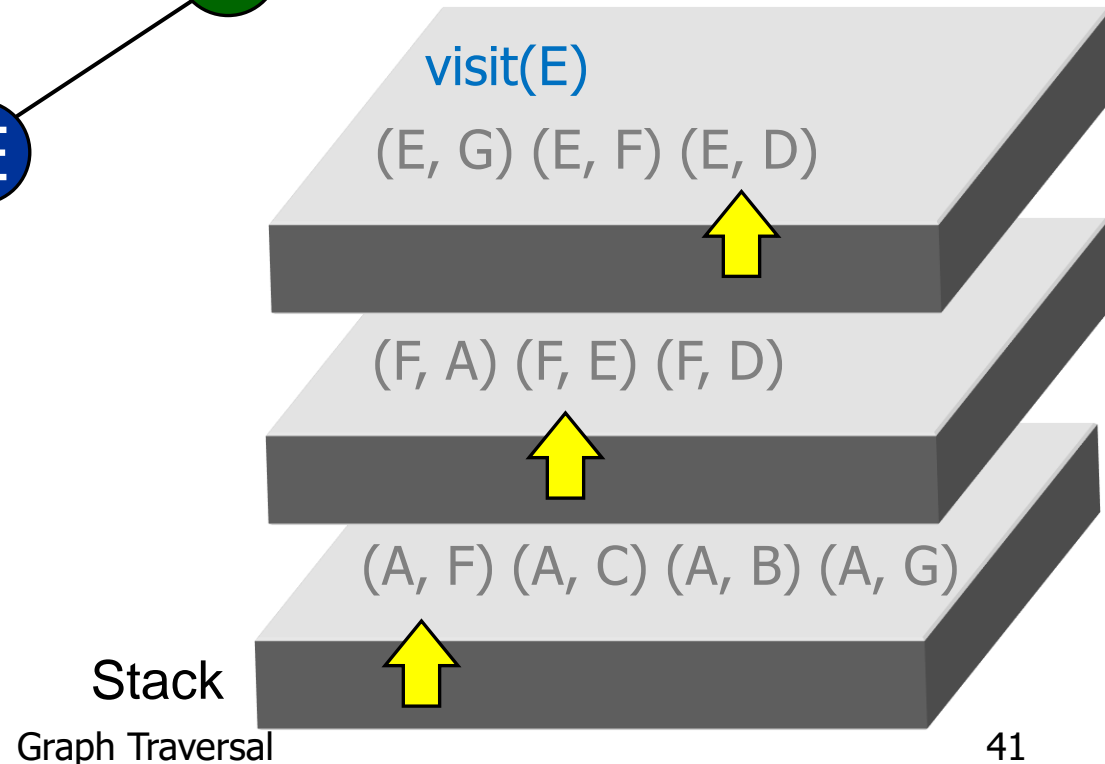 visit(E)
E
(E, G) (E, F) (E, D)
(F, A) (F, E) (F, D)
(A, F) (A, C) (A, B) (A, G)
Stack
Graph Traversal 41